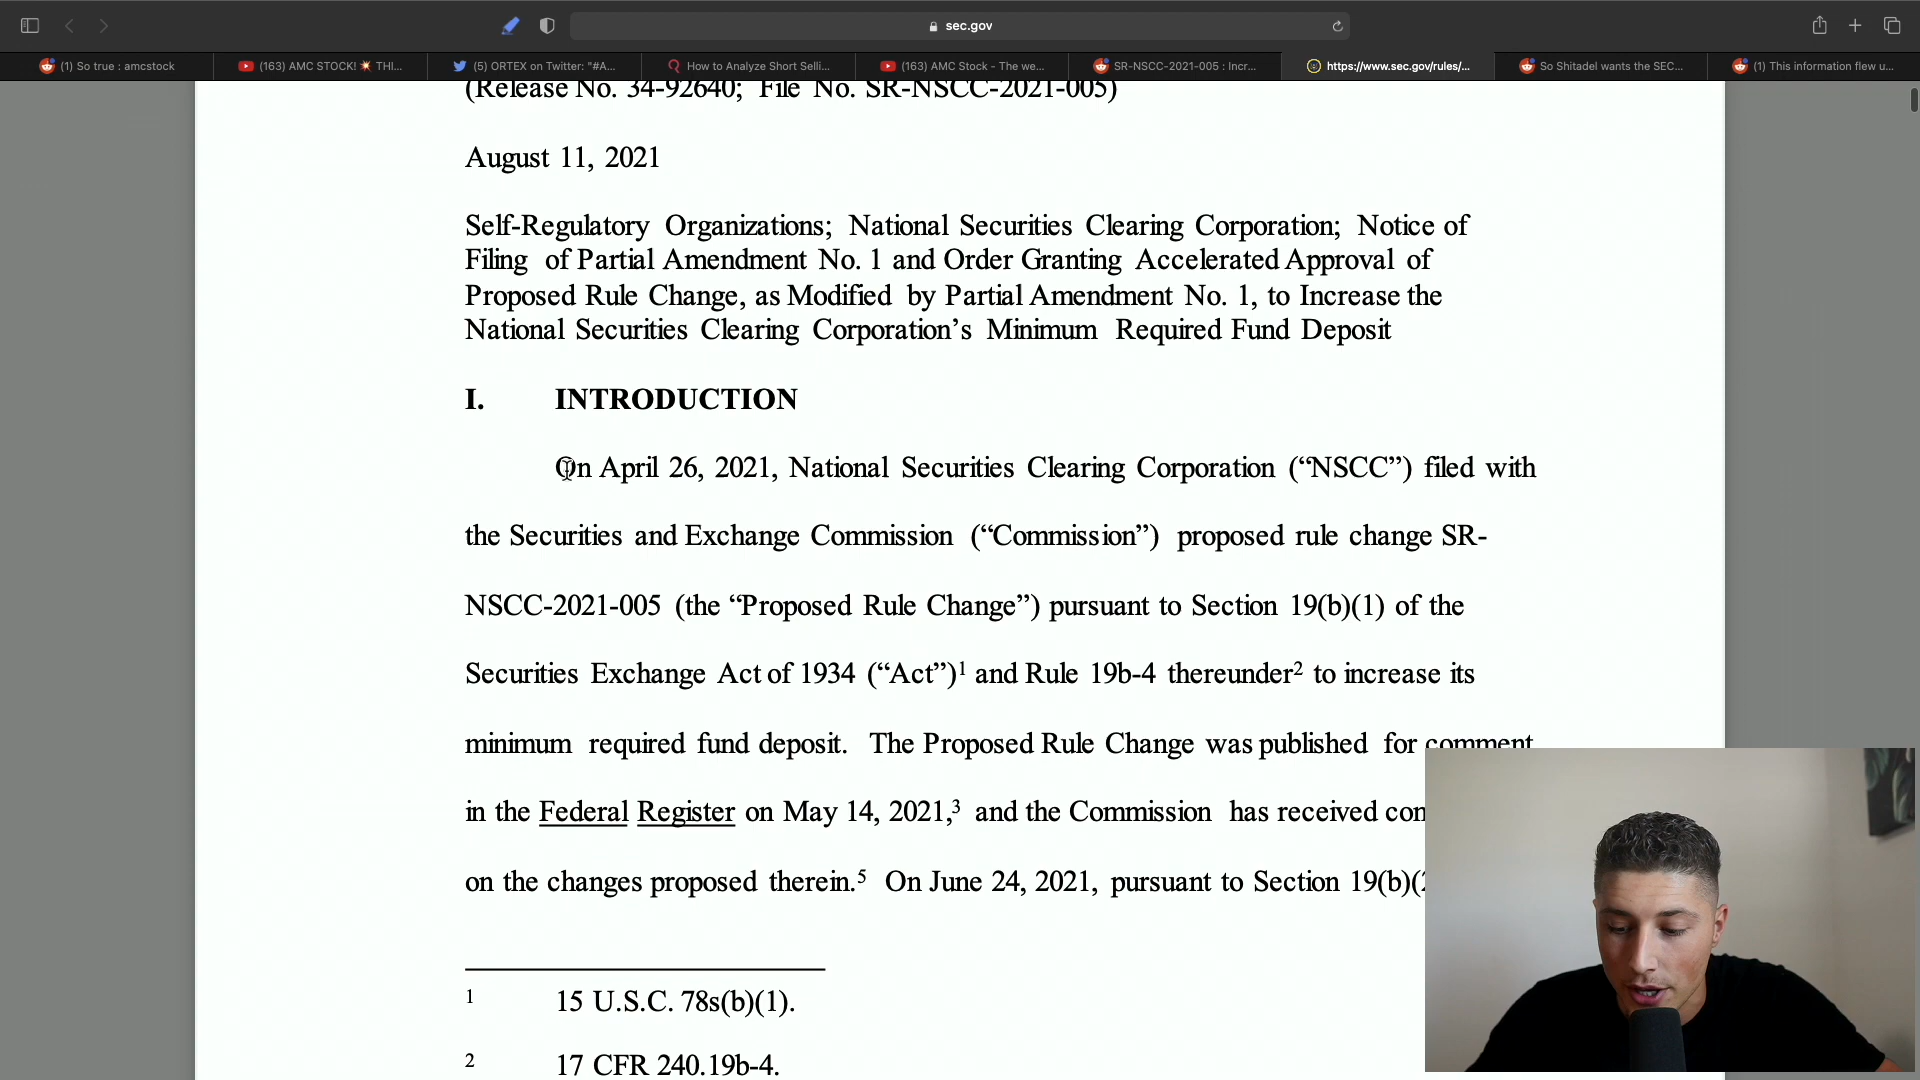 sec.gov
(1) So true : amcstock
(163) AMC STOCK!💥 THI...
(5) ORTEX on Twitter: "#A...
How to Analyze Short Selli...
(163) AMC Stock - The we...
SR-NSCC-2021-005 : Incr...
https://www.sec.gov/rules/...
So Shitadel wants the SEC...
(1) This information flew u...
(Release No. 34-92640; File No. SR-NSCC-2021-005)
August 11, 2021
Self-Regulatory Organizations; National Securities Clearing Corporation; Notice of
Filing of Partial Amendment No. 1 and Order Granting Accelerated Approval of
Proposed Rule Change, as Modified by Partial Amendment No. 1, to Increase the
National Securities Clearing Corporation’s Minimum Required Fund Deposit
I. INTRODUCTION
On April 26, 2021, National Securities Clearing Corporation (“NSCC”) filed with
the Securities and Exchange Commission (“Commission”) proposed rule change SR-
NSCC-2021-005 (the “Proposed Rule Change”) pursuant to Section 19(b)(1) of the
Securities Exchange Act of 1934 (“Act”)1 and Rule 19b-4 thereunder2 to increase its
minimum required fund deposit. The Proposed Rule Change was published for comment
in the Federal Register on May 14, 2021,3 and the Commission has received
on the changes proposed therein.5 On June 24, 2021, pursuant to Section
1 15 U.S.C. 78s(b)(1).
2 17 CFR 240.19b-4.